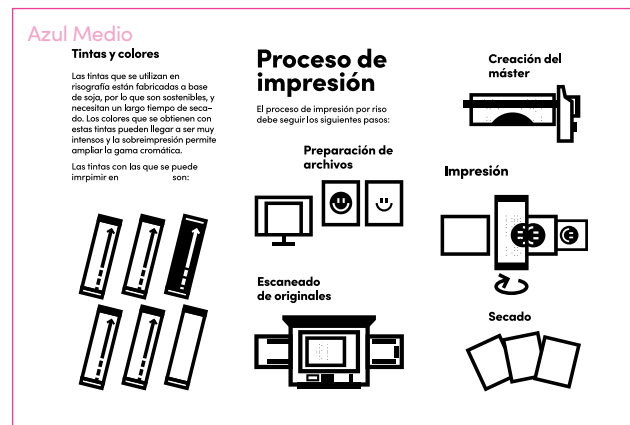 Azul Medio
Tintas y colores
Las tintas que se utilizan en
risografía están fabricadas a base
de soja, por lo que son sostenibles, y
necesitan un largo tiempo de seca-
do. Los colores que se obtienen con
estas tintas pueden llegar a ser muy
intensos y la sobreimpresión permite
ampliar la gama cromática.
Las tintas con las que se puede
imrpimir en son:
Proceso de
impresión
El proceso de impresión por riso
debe seguir los siguientes pasos:
Preparación de
archivos
Escaneado
de originales
Creación del
máster
Impresión
Secado